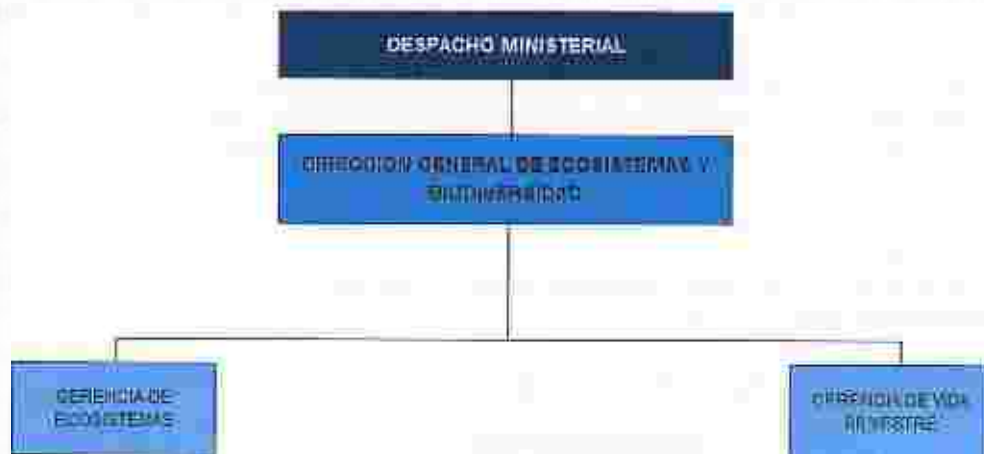 DESPACHO MINISTERIAL
DIRECCION GENERAL DE ECOSISTEMAS Y
BIODIVERSIDAD
GERENCIA DE
ECOSISTEMAS
GERENCIA DE VIDA
SILVESTRE